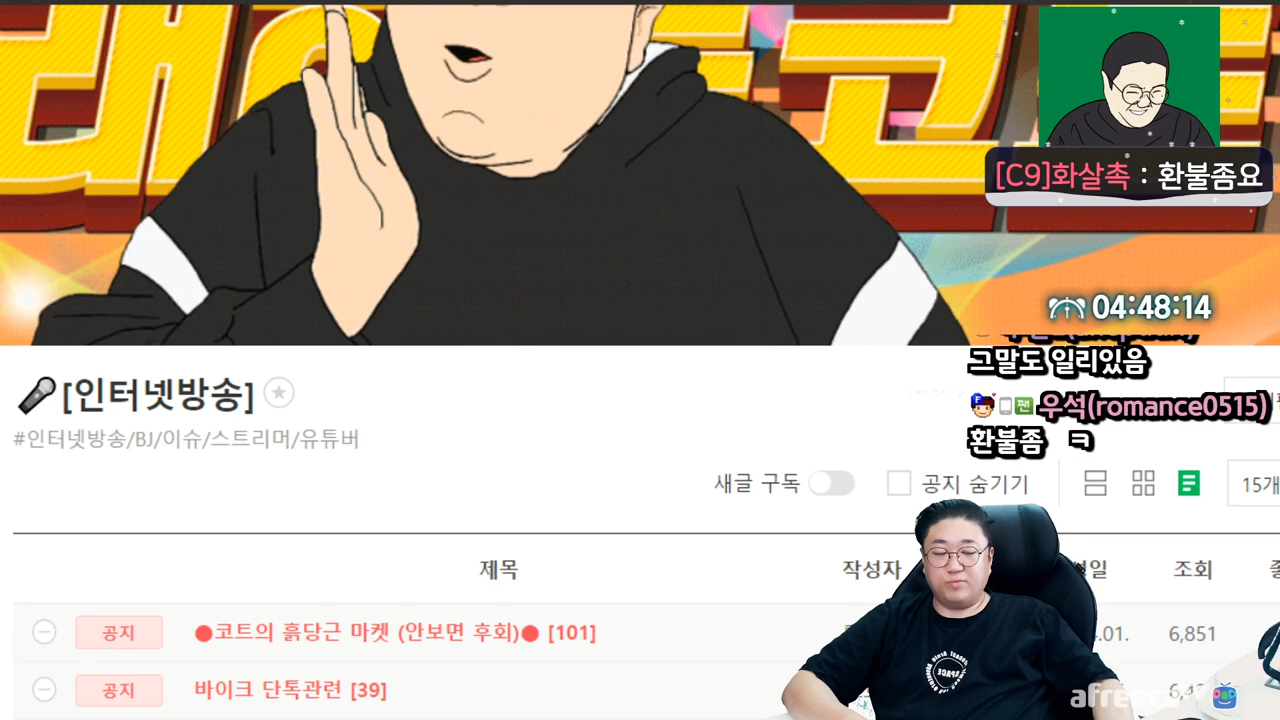 [C9]화살촉 : 환불좀요
04:48:14
그말도 일리있음
우석(romance0515)
환불좀 ㅋ
[인터넷방송]
#인터넷방송/BJ/이슈/스트리머/유튜버
새글 구독
공지 숨기기
15개
제목
작성자
조회
공지
●코트의 흙당근 마켓 (안보면 후회)● [101]
.01.
6,851
공지
바이크 단톡관련 [39]